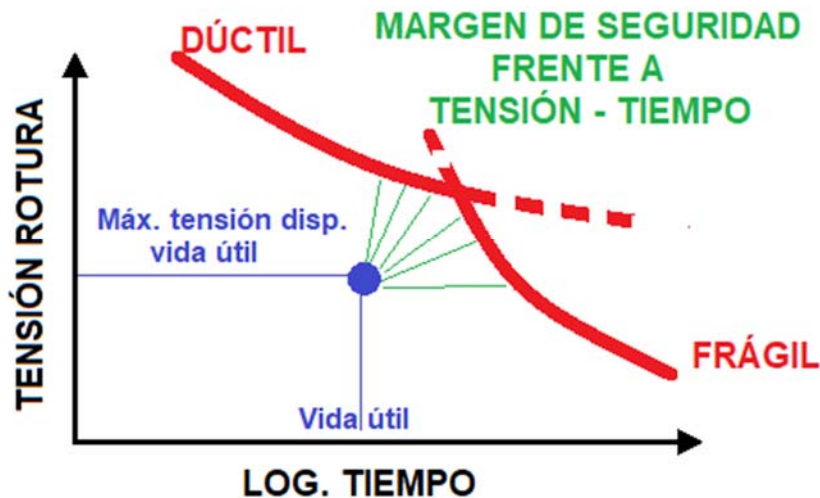 DÚCTIL
MARGEN DE SEGURIDAD
FRENTE A
TENSIÓN - TIEMPO
TENSIÓN ROTURA
Máx. tensión disp.
vida útil
FRÁGIL
Vida útil
LOG. TIEMPO